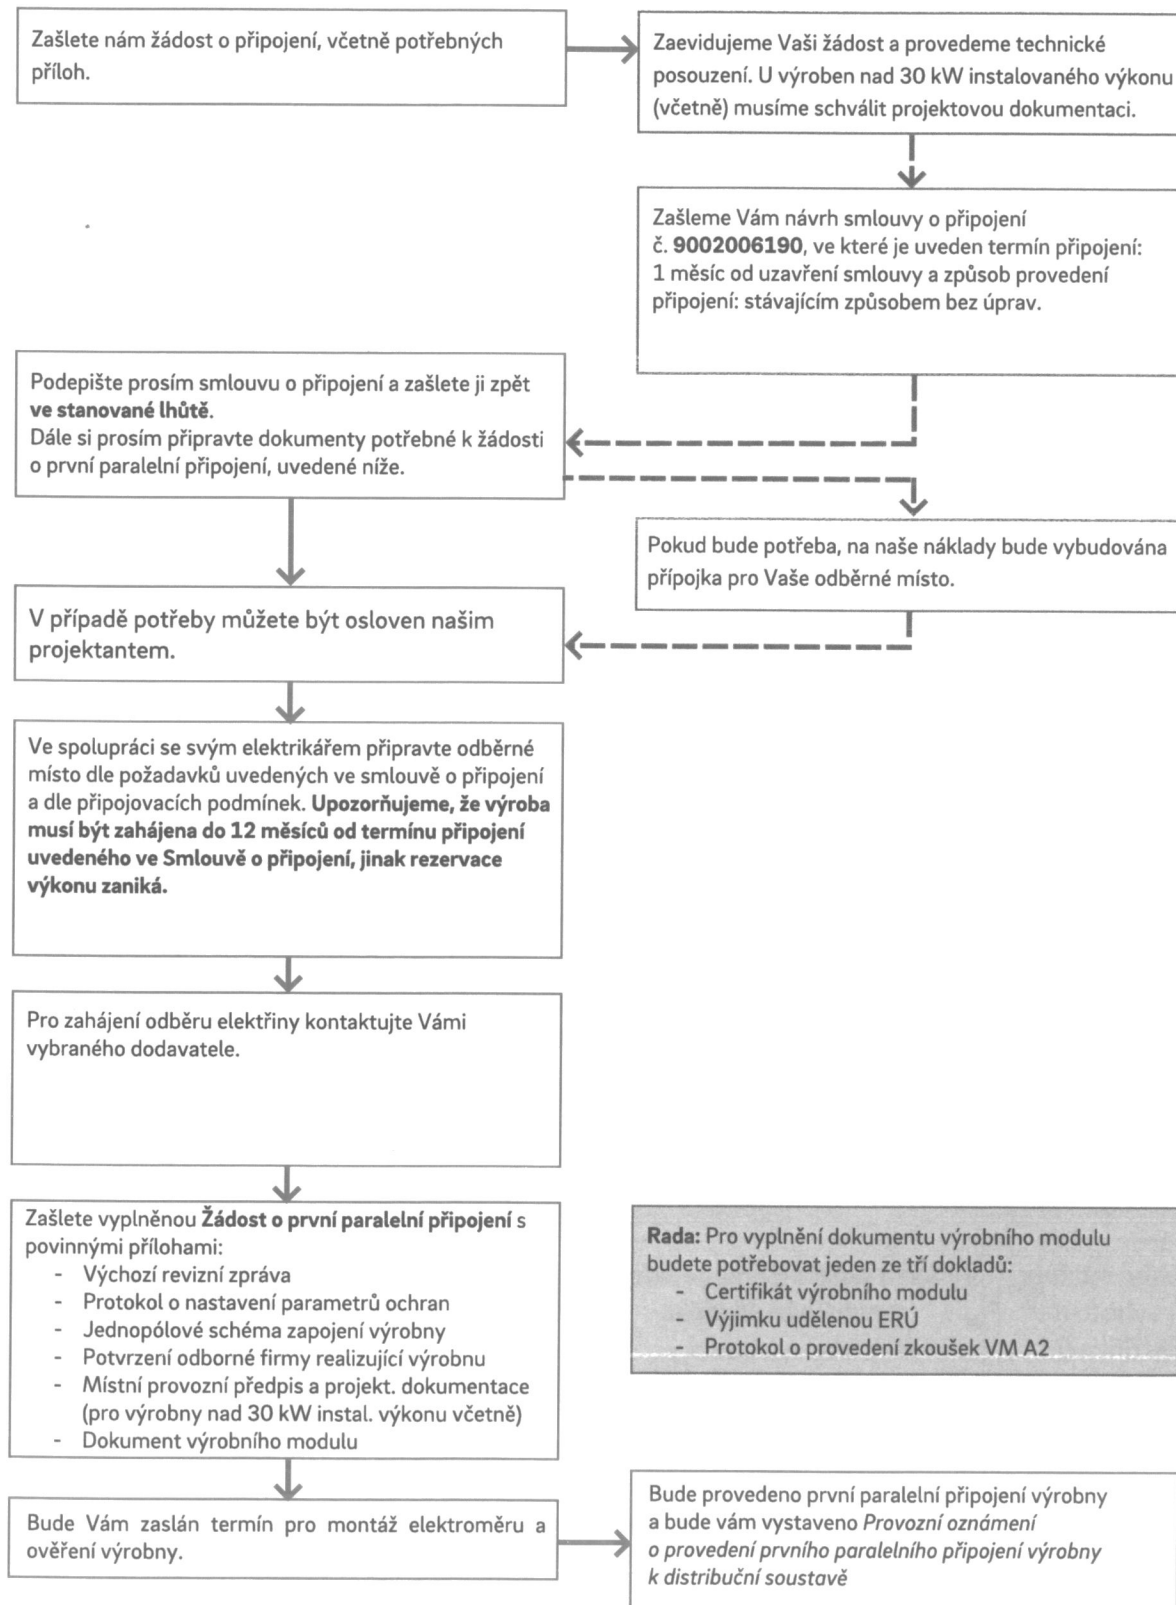 Zašlete nám žádost o připojení, včetně potřebných
příloh.
Zaevidujeme Vaši žádost a provedeme technické
posouzení. U výroben nad 30 kW instalovaného výkonu
(včetně) musíme schválit projektovou dokumentaci.
Zašleme Vám návrh smlouvy o připojení
č. 9002006190, ve které je uveden termín připojení:
1 měsíc od uzavření smlouvy a způsob provedení
připojení: stávajícím způsobem bez úprav.
Podepište prosím smlouvu o připojení a zašlete ji zpět
ve stanované lhůtě.
Dále si prosím připravte dokumenty potřebné k žádosti
o první paralelní připojení, uvedené níže.
Pokud bude potřeba, na naše náklady bude vybudována
přípojka pro Vaše odběrné místo.
V případě potřeby můžete být osloven našim
projektantem.
Ve spolupráci se svým elektrikářem připravte odběrné
místo dle požadavků uvedených ve smlouvě o připojení
a dle připojovacích podmínek. Upozorňujeme, že výroba
musí být zahájena do 12 měsíců od termínu připojení
uvedeného ve Smlouvě o připojení, jinak rezervace
výkonu zaniká.
Pro zahájení odběru elektřiny kontaktujte Vámi
vybraného dodavatele.
Zašlete vyplněnou Žádost o první paralelní připojení s
povinnými přílohami:
- Výchozí revizní zpráva
- Protokol o nastavení parametrů ochran
- Jednopólové schéma zapojení výrobny
- Potvrzení odborné firmy realizující výrobnu
- Místní provozní předpis a projekt. dokumentace
(pro výrobny nad 30 kW instal. výkonu včetně)
- Dokument výrobního modulu
Rada: Pro vyplnění dokumentu výrobního modulu
budete potřebovat jeden ze tří dokladů:
- Certifikát výrobního modulu
- Výjimku udělenou ERÚ
- Protokol o provedení zkoušek VM A2
Bude Vám zaslán termín pro montáž elektroměru a
ověření výrobny.
Bude provedeno první paralelní připojení výrobny
a bude vám vystaveno Provozní oznámení
o provedení prvního paralelního připojení výrobny
k distribuční soustavě